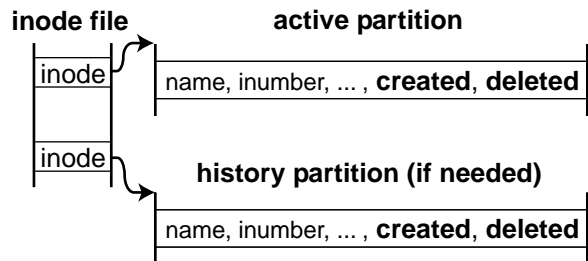 inode file
active partition
inode
name, inumber, ... , created, deleted
inode
history partition (if needed)
name, inumber, ... , created, deleted